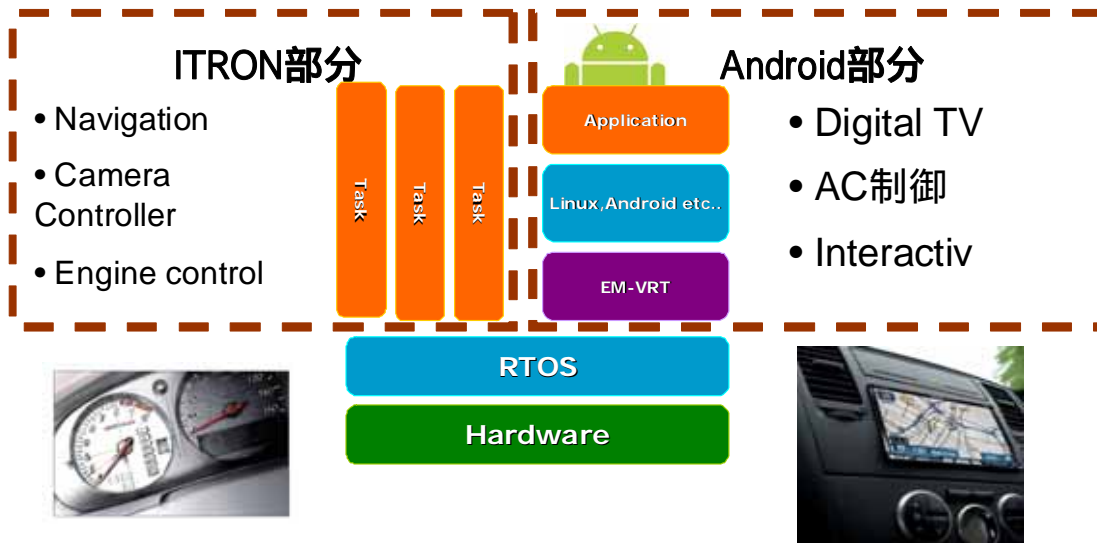 ITRON部分
• Navigation
• Camera
Controller
• Engine control
Task
Task
Task
Android部分
Application
Linux,Android etc..
EM-VRT
• Digital TV
• AC制御
• Interactiv
RTOS
Hardware